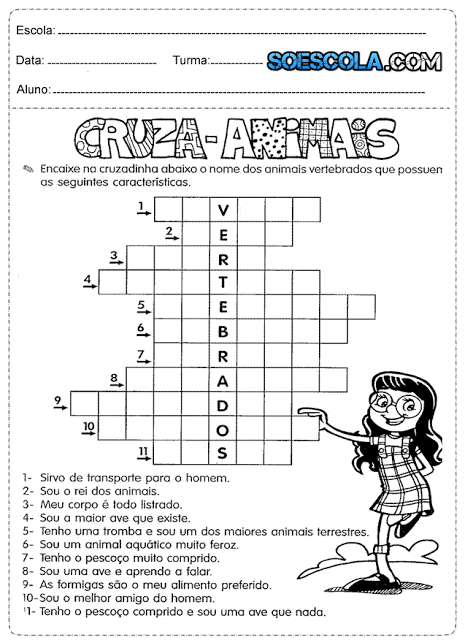 Escola:
Data: Turma: SOESCOLA.COM
Aluno:
CRUZA-ANIMAIS
✎ Encaixe na cruzadinha abaixo o nome dos animais vertebrados que possuem
as seguintes características.
1 V
2 E
3 R
4 T
5 E
6 B
7 R
8 A
9 D
10 O
11 S
1- Sirvo de transporte para o homem.
2- Sou o rei dos animais.
3- Meu corpo é todo listrado.
4- Sou a maior ave que existe.
5- Tenho uma tromba e sou um dos maiores animais terrestres.
6- Sou um animal aquático muito feroz.
7- Tenho o pescoço muito comprido.
8- Sou uma ave e aprendo a falar.
9- As formigas são o meu alimento preferido.
10-Sou o melhor amigo do homem.
11- Tenho o pescoço comprido e sou uma ave que nada.